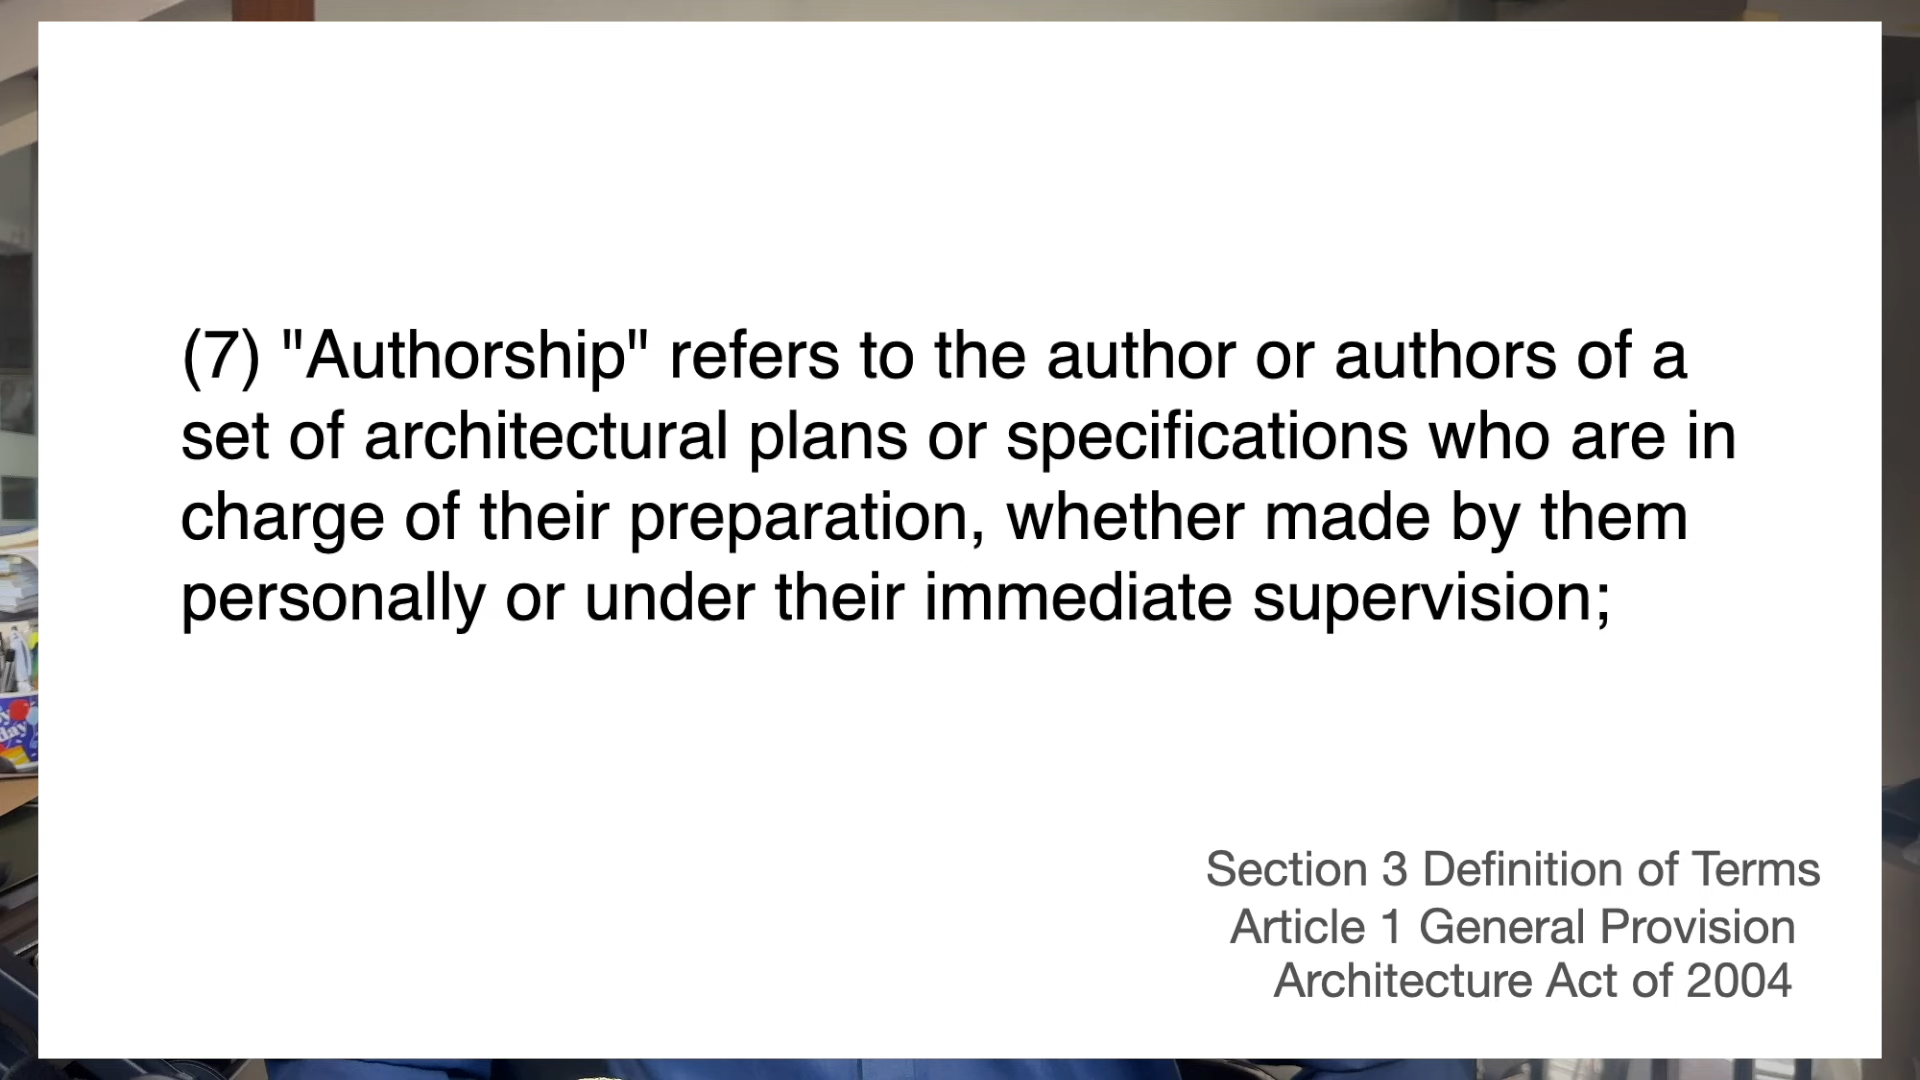 (7) "Authorship" refers to the author or authors of a
set of architectural plans or specifications who are in
charge of their preparation, whether made by them
personally or under their immediate supervision;
Section 3 Definition of Terms
Article 1 General Provision
Architecture Act of 2004